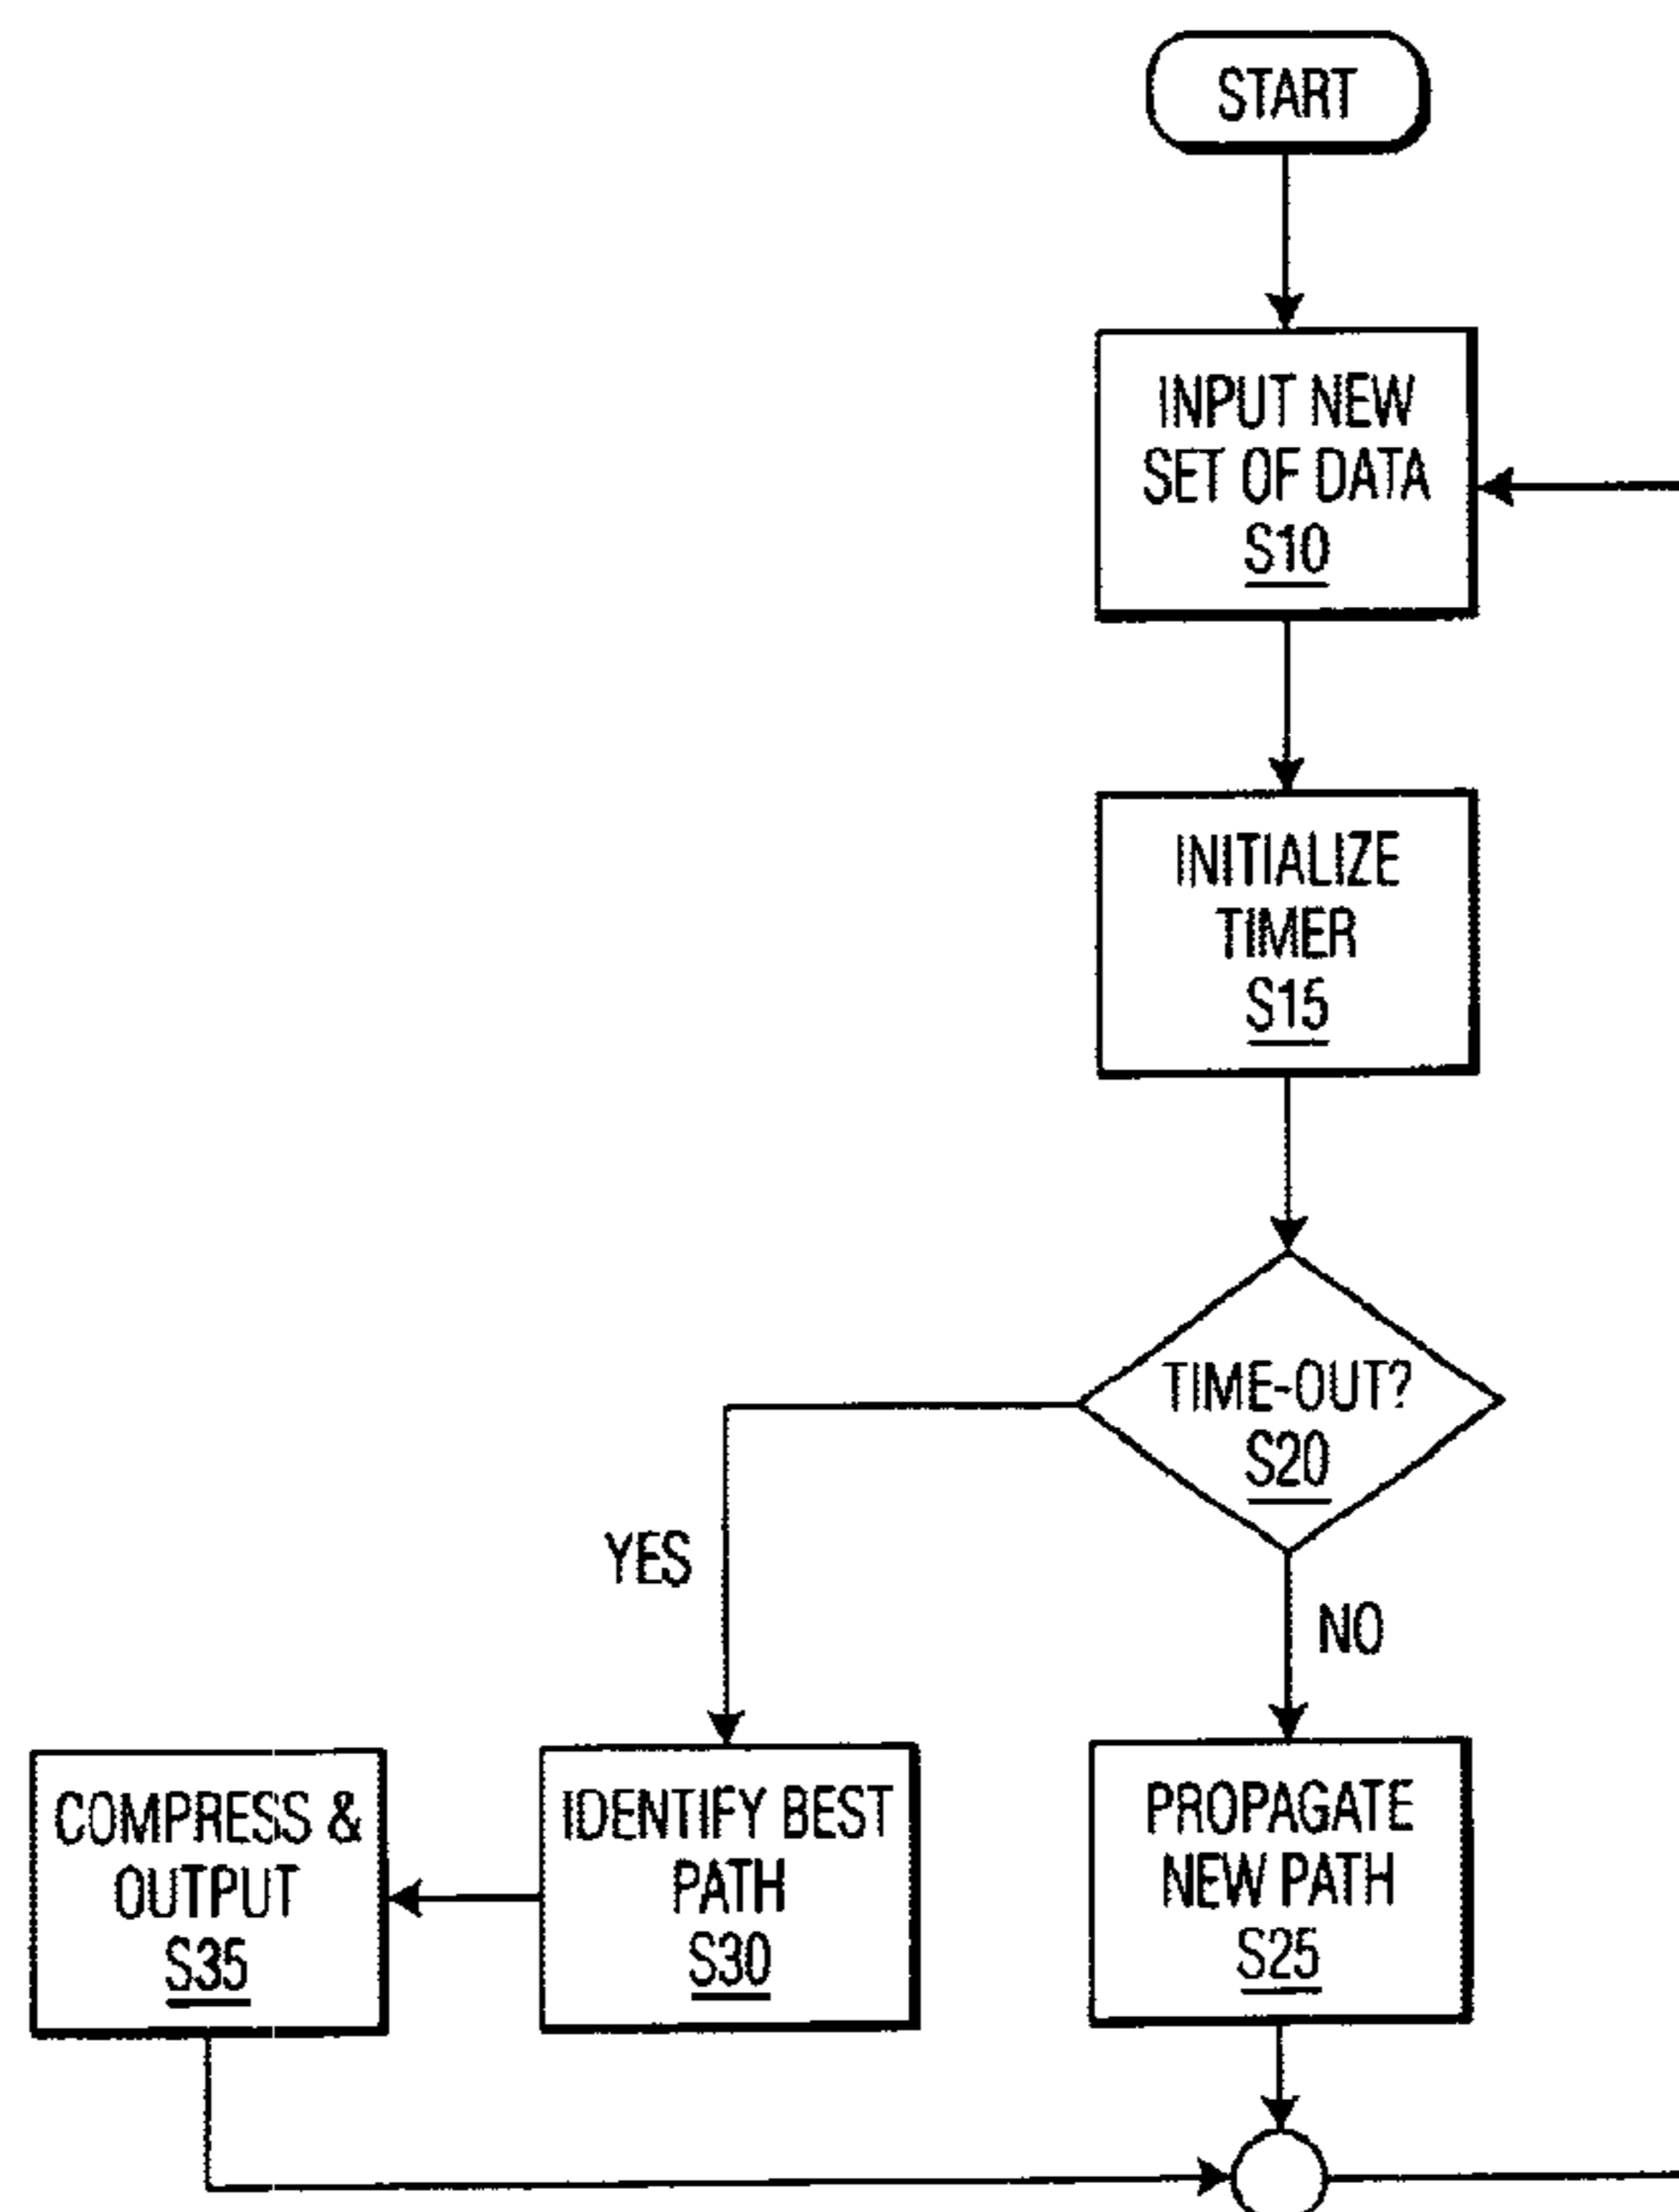 START
INPUT NEW
SET OF DATA
S10
INITIALIZE
TIMER
S15
TIME-OUT?
S20
YES
NO
COMPRESS &
OUTPUT
S35
IDENTIFY BEST
PATH
S30
PROPAGATE
NEW PATH
S25